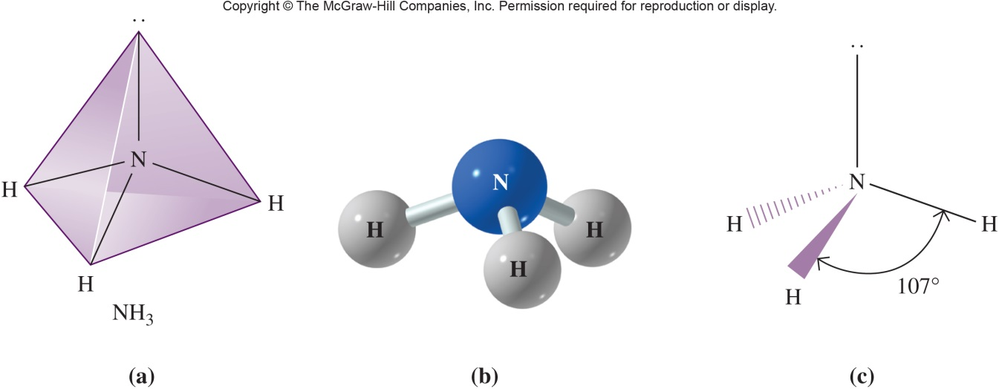 Copyright © The McGraw-Hill Companies, Inc. Permission required for reproduction or display.
..
N
H
H
H
NH₃
(a)
N
H
H
H
(b)
..
N
H
H
H
107°
(c)